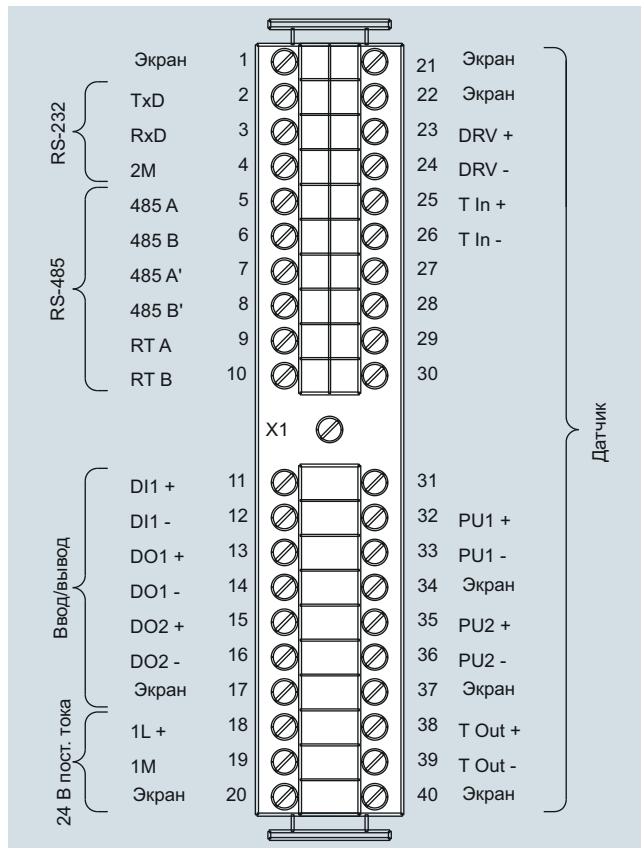 Экран 1 21 Экран
TxD 2 22 Экран
RxD 3 23 DRV +
2M 4 24 DRV -
RS-232
485 A 5 25 T In +
485 B 6 26 T In -
485 A' 7 27
485 B' 8 28
RT A 9 29
RT B 10 30
RS-485
X1
Датчик
DI1 + 11 31
DI1 - 12 32 PU1 +
DO1 + 13 33 PU1 -
DO1 - 14 34 Экран
DO2 + 15 35 PU2 +
DO2 - 16 36 PU2 -
Экран 17 37 Экран
Ввод/вывод
1L + 18 38 T Out +
1M 19 39 T Out -
Экран 20 40 Экран
24 В пост. тока